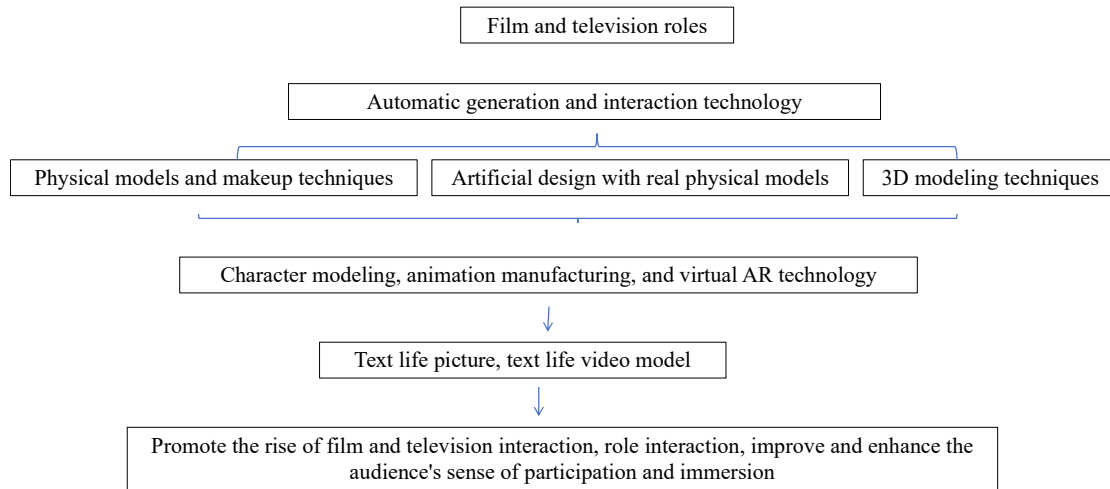 Film and television roles
Automatic generation and interaction technology
Physical models and makeup techniques
Artificial design with real physical models
3D modeling techniques
Character modeling, animation manufacturing, and virtual AR technology
Text life picture, text life video model
Promote the rise of film and television interaction, role interaction, improve and enhance the
audience's sense of participation and immersion